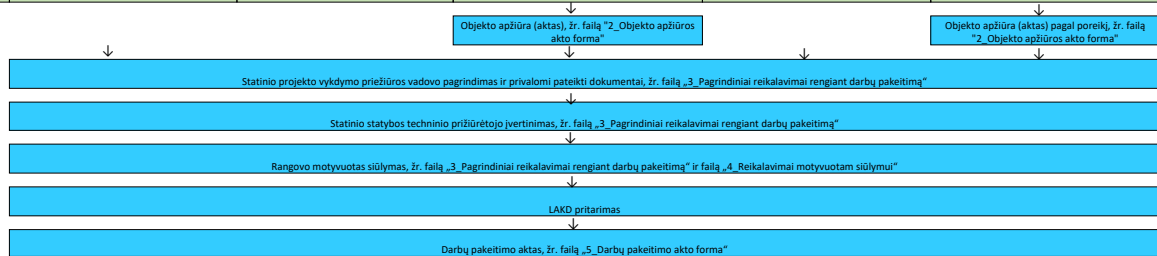 Objekto apžiūra (aktas), žr. failą "2_Objekto apžiūros
akto forma"
Objekto apžiūra (aktas) pagal poreikį, žr. failą
"2_Objekto apžiūros akto forma"
Statinio projekto vykdymo priežiūros vadovo pagrindimas ir privalomi pateikti dokumentai, žr. failą „3_Pagrindiniai reikalavimai rengiant darbų pakeitimą“
Statinio statybos techninio prižiūrėtojo įvertinimas, žr. failą „3_Pagrindiniai reikalavimai rengiant darbų pakeitimą“
Rangovo motyvuotas siūlymas, žr. failą „3_Pagrindiniai reikalavimai rengiant darbų pakeitimą“ ir failą „4_Reikalavimai motyvuotam siūlymui“
LAKD pritarimas
Darbų pakeitimo aktas, žr. failą „5_Darbų pakeitimo akto forma“